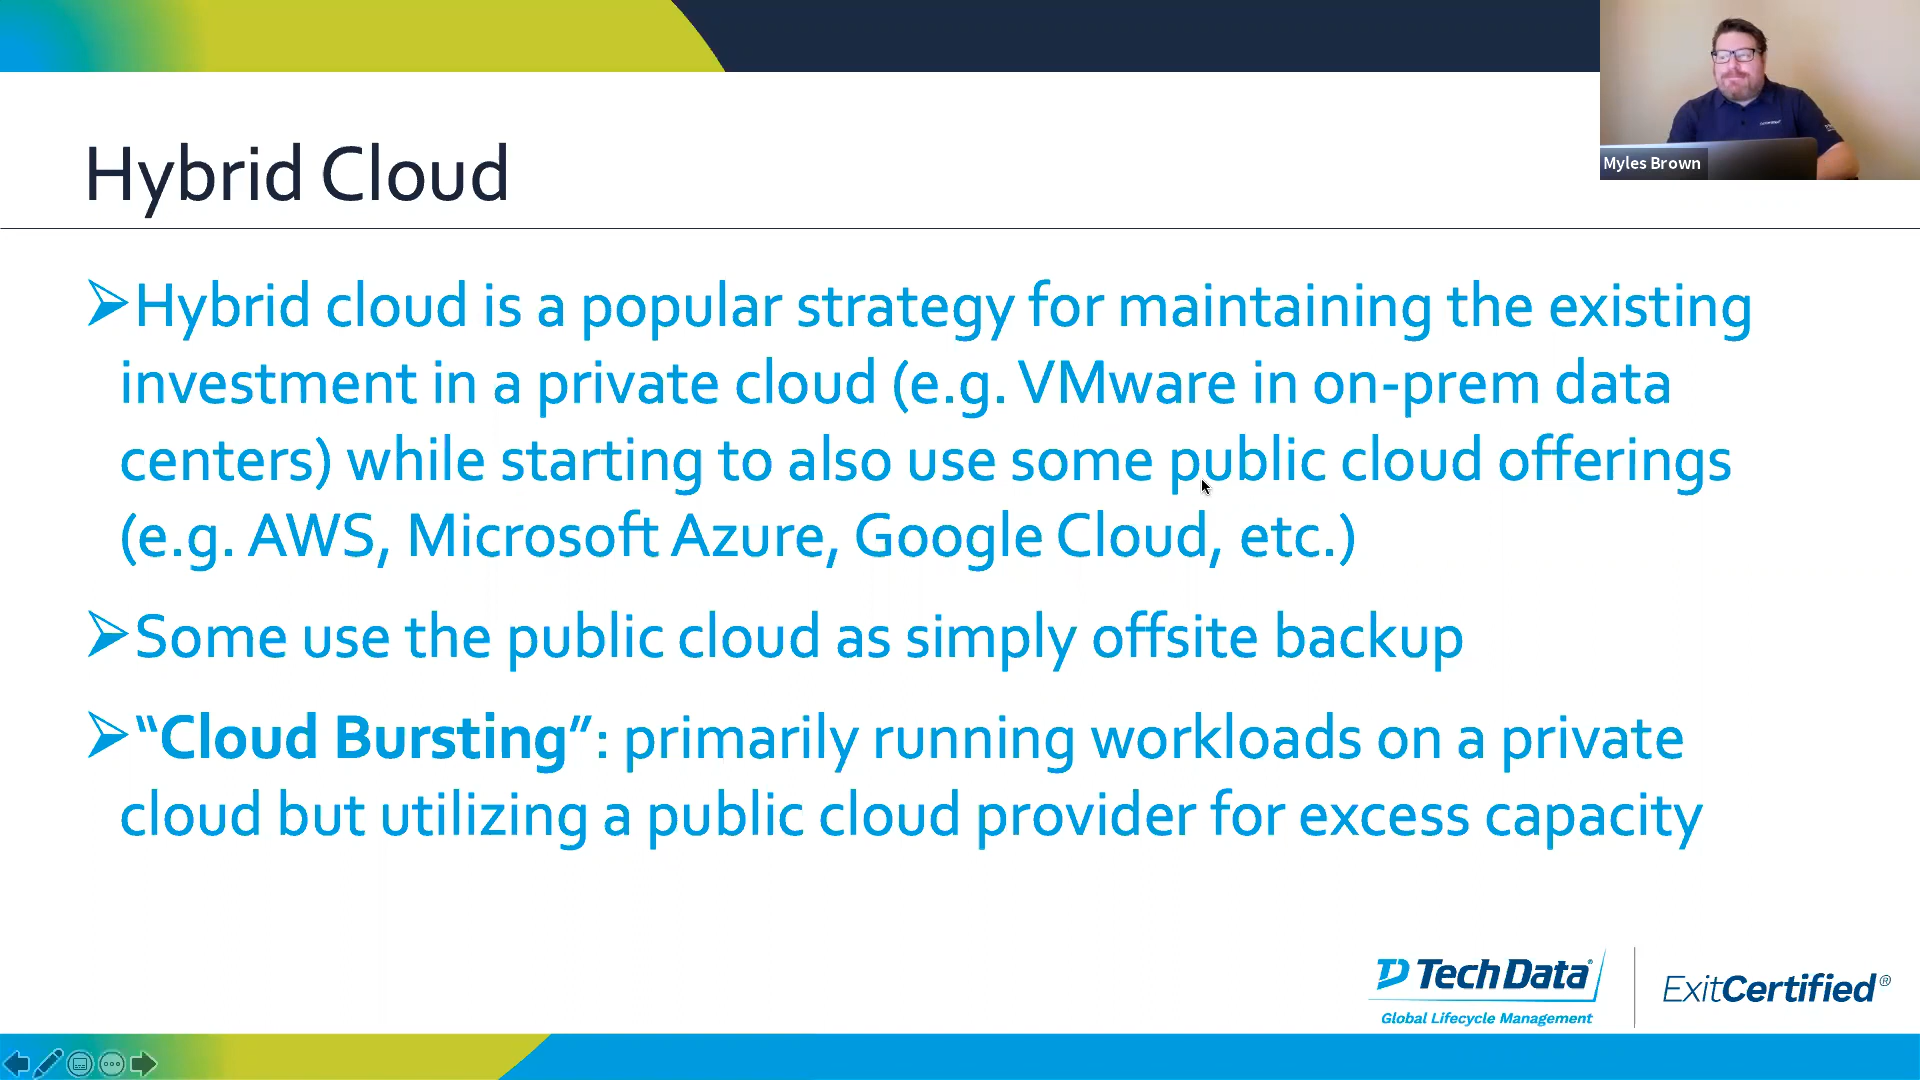 Myles Brown
Hybrid Cloud
➢Hybrid cloud is a popular strategy for maintaining the existing
investment in a private cloud (e.g. VMware in on-prem data
centers) while starting to also use some public cloud offerings
(e.g. AWS, Microsoft Azure, Google Cloud, etc.)
➢Some use the public cloud as simply offsite backup
➢“Cloud Bursting”: primarily running workloads on a private
cloud but utilizing a public cloud provider for excess capacity
TD TechData®
Global Lifecycle Management
ExitCertified®